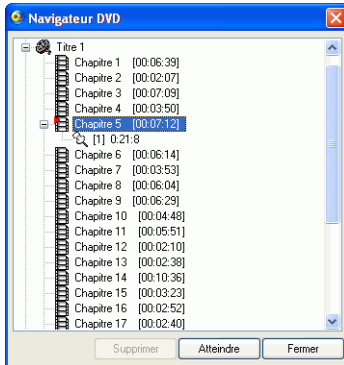 Navigateur DVD
Titre 1
Chapitre 1 [00:06:39]
Chapitre 2 [00:02:07]
Chapitre 3 [00:07:09]
Chapitre 4 [00:03:50]
Chapitre 5 [00:07:12]
[1] 0:21:8
Chapitre 6 [00:06:14]
Chapitre 7 [00:03:53]
Chapitre 8 [00:06:04]
Chapitre 9 [00:06:29]
Chapitre 10 [00:04:48]
Chapitre 11 [00:05:51]
Chapitre 12 [00:02:10]
Chapitre 13 [00:02:38]
Chapitre 14 [00:10:36]
Chapitre 15 [00:03:23]
Chapitre 16 [00:02:52]
Chapitre 17 [00:02:40]
Supprimer Atteindre Fermer